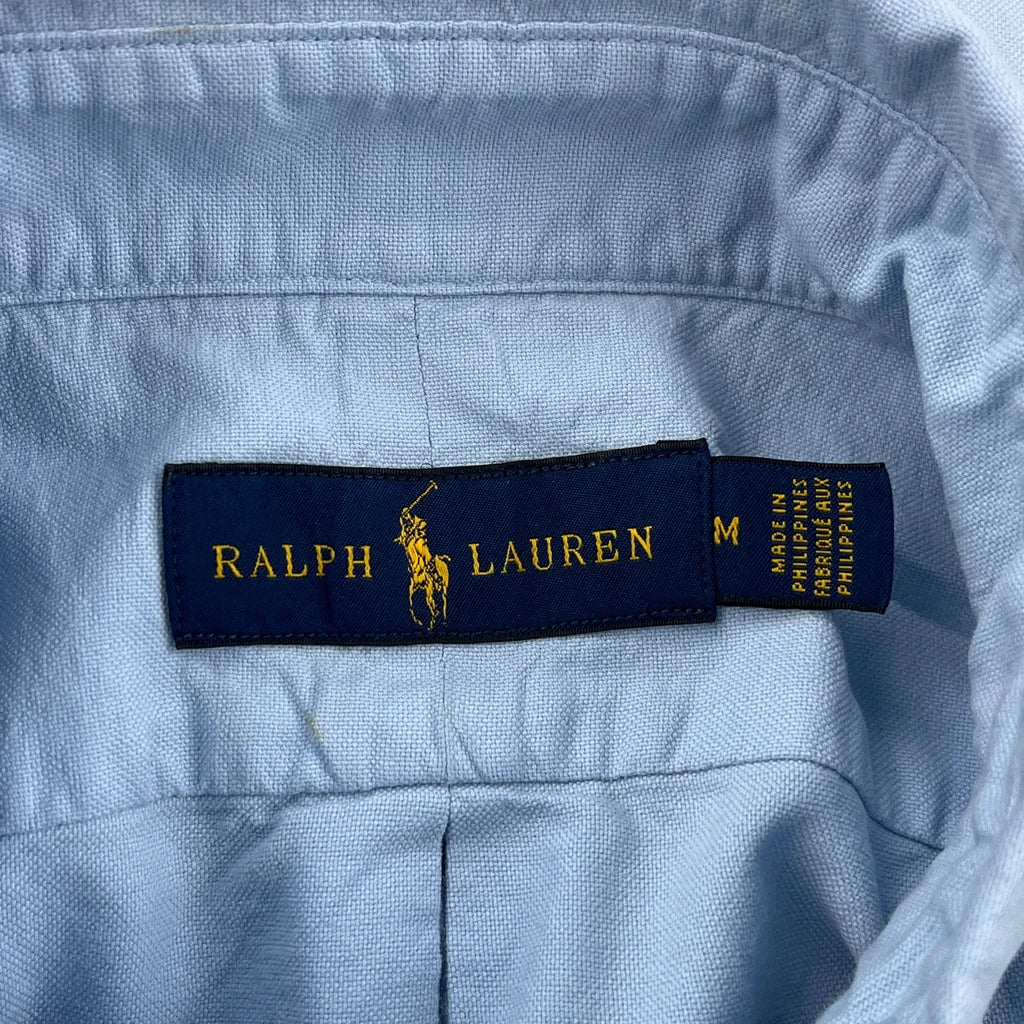 RALPH LAUREN
M
MADE IN
PHILIPPINES
FABRIQUÉ AUX
PHILIPPINES